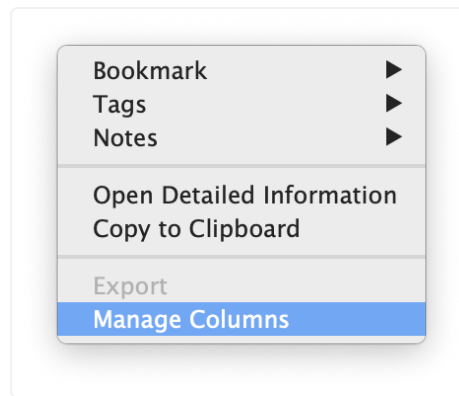 Bookmark
Tags
Notes
Open Detailed Information
Copy to Clipboard
Export
Manage Columns